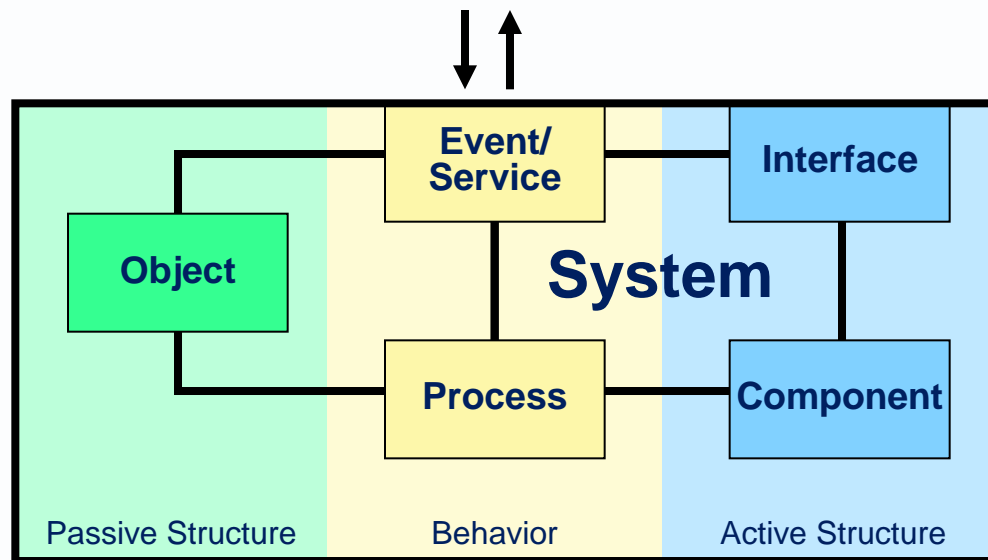 Event/
Service
Interface
Object
System
Process
Component
Passive Structure
Behavior
Active Structure